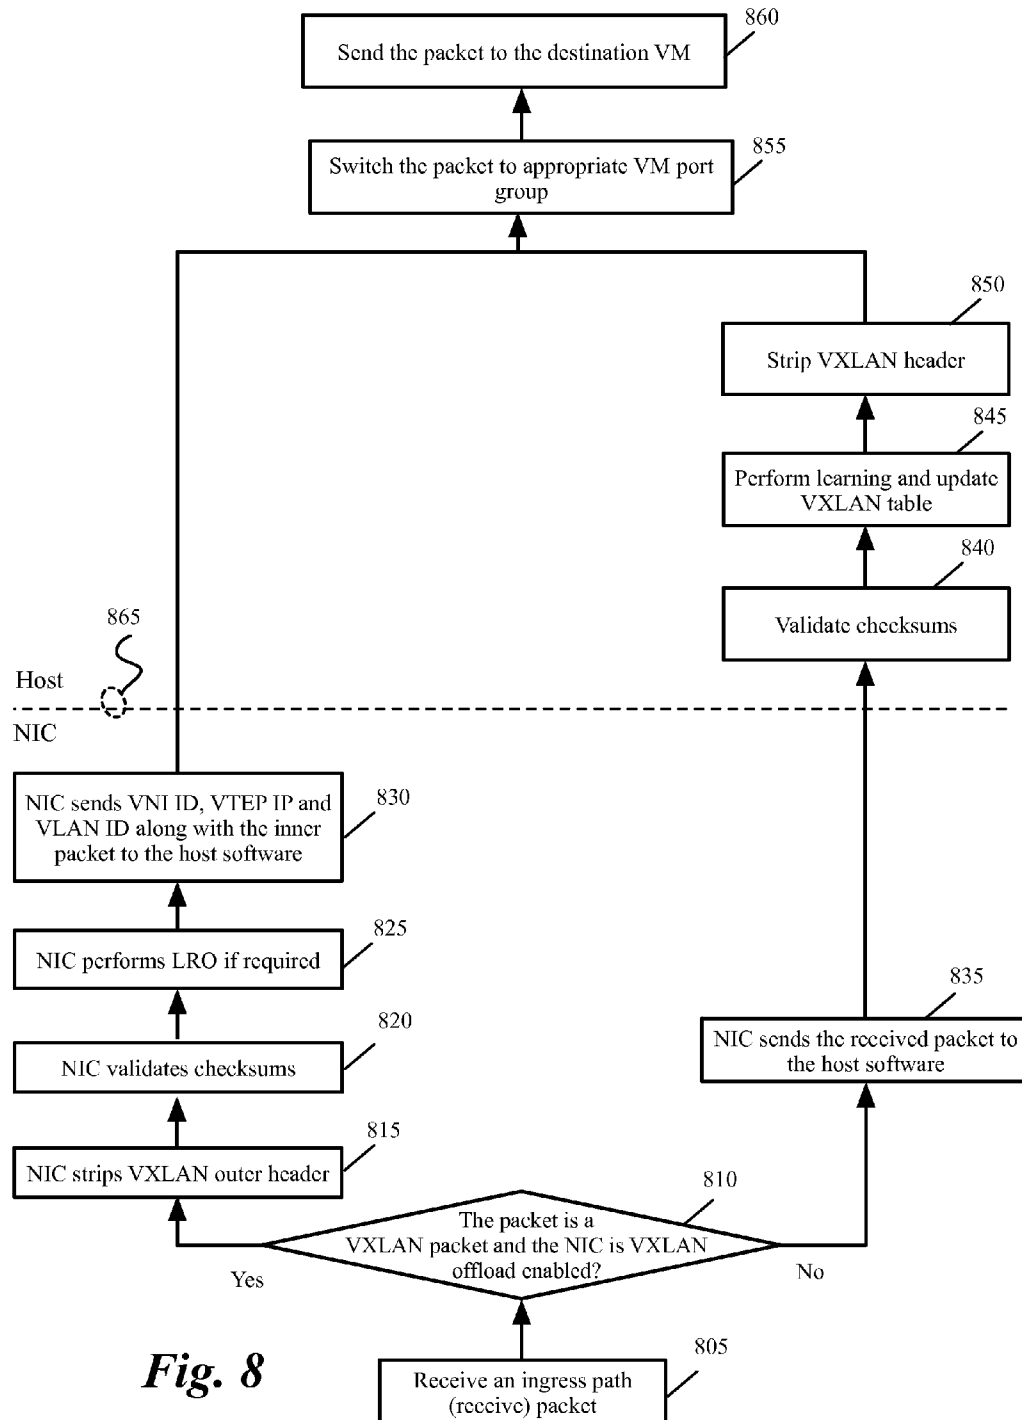 860
Send the packet to the destination VM
855
Switch the packet to appropriate VM port
group
850
Strip VXLAN header
845
Perform learning and update
VXLAN table
840
Validate checksums
865
Host
NIC
NIC sends VNI ID, VTEP IP and
VLAN ID along with the inner
packet to the host software
830
NIC performs LRO if required
825
NIC validates checksums
820
835
NIC sends the received packet to
the host software
NIC strips VXLAN outer header
815
810
The packet is a
VXLAN packet and the NIC is VXLAN
offload enabled?
Yes
No
Fig. 8
805
Receive an ingress path
(receive) packet